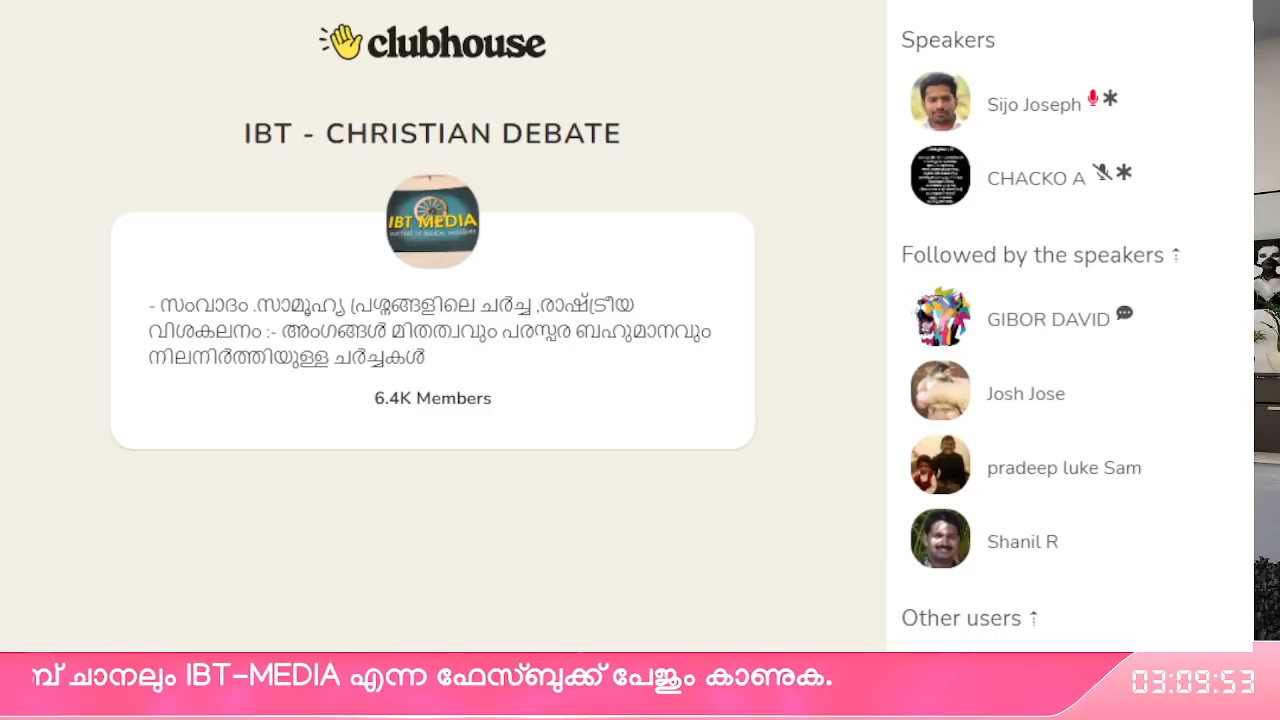 clubhouse
IBT - CHRISTIAN DEBATE
IBT MEDIA
- സംവാദം .സാമൂഹ്യ പ്രശ്നങ്ങളിലെ ചർച്ച ,രാഷ്ട്രീയ
വിശകലനം :- അംഗങ്ങൾ മിതത്വവും പരസ്പര ബഹുമാനവും
നിലനിർത്തിയുള്ള ചർച്ചകൾ
6.4K Members
Speakers
Sijo Joseph
CHACKO A
Followed by the speakers
GIBOR DAVID
Josh Jose
pradeep luke Sam
Shanil R
Other users
ചാനലും IBT-MEDIA എന്ന ഫേസ്ബുക്ക് പേജും കാണുക.
03:09:53